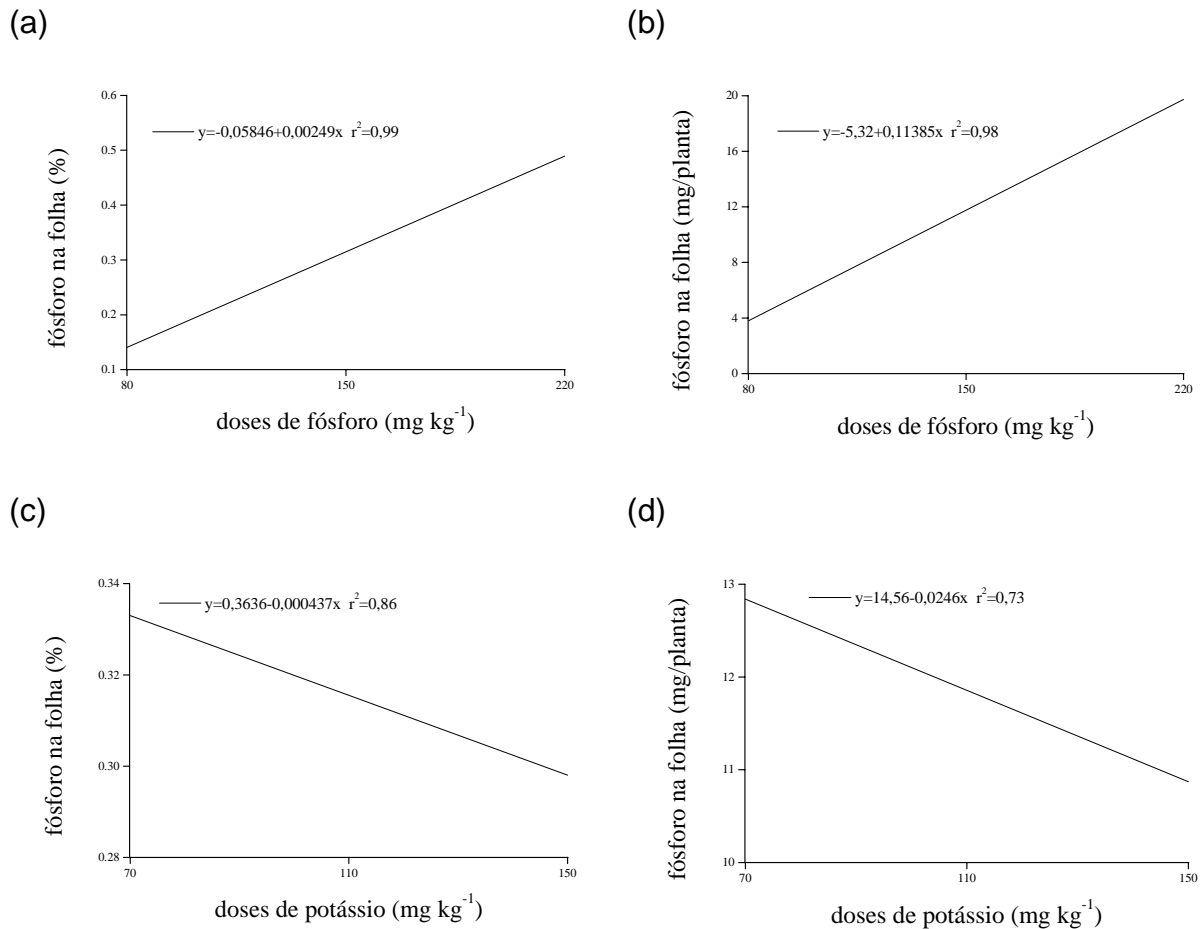 (a)
fósforo na folha (%)
0.6
0.5
0.4
0.3
0.2
0.1
y=-0,05846+0,00249x r²=0,99
80 150 220
doses de fósforo (mg kg⁻¹)
(b)
fósforo na folha (mg/planta)
20
16
12
8
4
0
y=-5,32+0,11385x r²=0,98
80 150 220
doses de fósforo (mg kg⁻¹)
(c)
fósforo na folha (%)
0.34
0.32
0.30
0.28
y=0,3636-0,000437x r²=0,86
70 110 150
doses de potássio (mg kg⁻¹)
(d)
fósforo na folha (mg/planta)
13
12
11
10
y=14,56-0,0246x r²=0,73
70 110 150
doses de potássio (mg kg⁻¹)